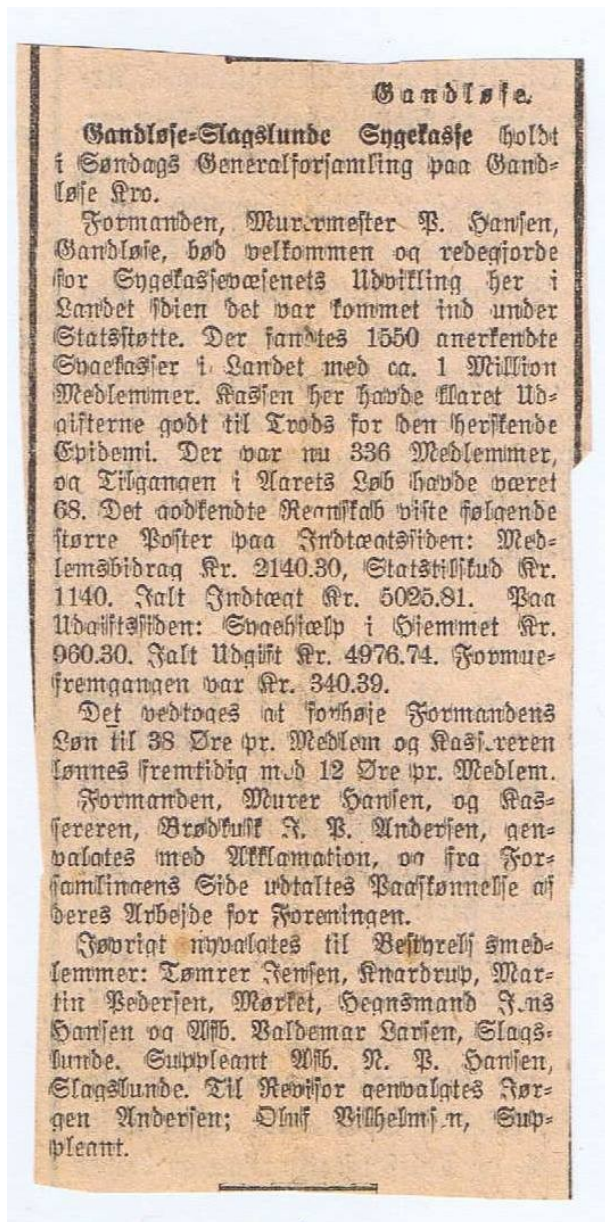 Gandløse.
Gandløse-Slagslunde Sygekasse holdt
i Søndags Generalforsamling paa Gand-
løse Kro.
Formanden, Murermester P. Hansen,
Gandløse, bød velkommen og redegjorde
for Sygekassevæsenets Udvikling her i
Landet siden det var kommet ind under
Statsstøtte. Der fandtes 1550 anerkendte
Sygekasser i Landet med ca. 1 Million
Medlemmer. Kassen her havde klaret Ud-
gifterne godt til Trods for den herskende
Epidemi. Der var nu 336 Medlemmer,
og Tilgangen i Aarets Løb havde været
68. Det godkendte Regnskab viste følgende
større Poster paa Indtægtssiden: Med-
lemsbidrag Kr. 2140.30, Statstilskud Kr.
1140. Ialt Indtægt Kr. 5025.81. Paa
Udgiftssiden: Sygehjælp i Hjemmet Kr.
960.30. Ialt Udgift Kr. 4976.74. Formue-
fremgangen var Kr. 340.39.
Det vedtoges at forhøje Formandens
Løn til 38 Øre pr. Medlem og Kassereren
lønnes fremtidig med 12 Øre pr. Medlem.
Formanden, Murer Hansen, og Kas-
sereren, Brødkusk J. P. Andersen, gen-
valgtes med Akklamation, og fra For-
samlingens Side udtaltes Paaskønnelse af
deres Arbejde for Foreningen.
Jøvrigt nyvalgtes til Bestyrelsesmed-
lemmer: Tømrer Jensen, Knardrup, Mar-
tin Pedersen, Mørket, Hegnsmand Jens
Hansen og Afb. Valdemar Larsen, Slags-
lunde. Suppleant Afb. N. P. Hansen,
Slagslunde. Til Revisor genvalgtes Jør-
gen Andersen; Oluf Vilhelmsen, Sup-
pleant.